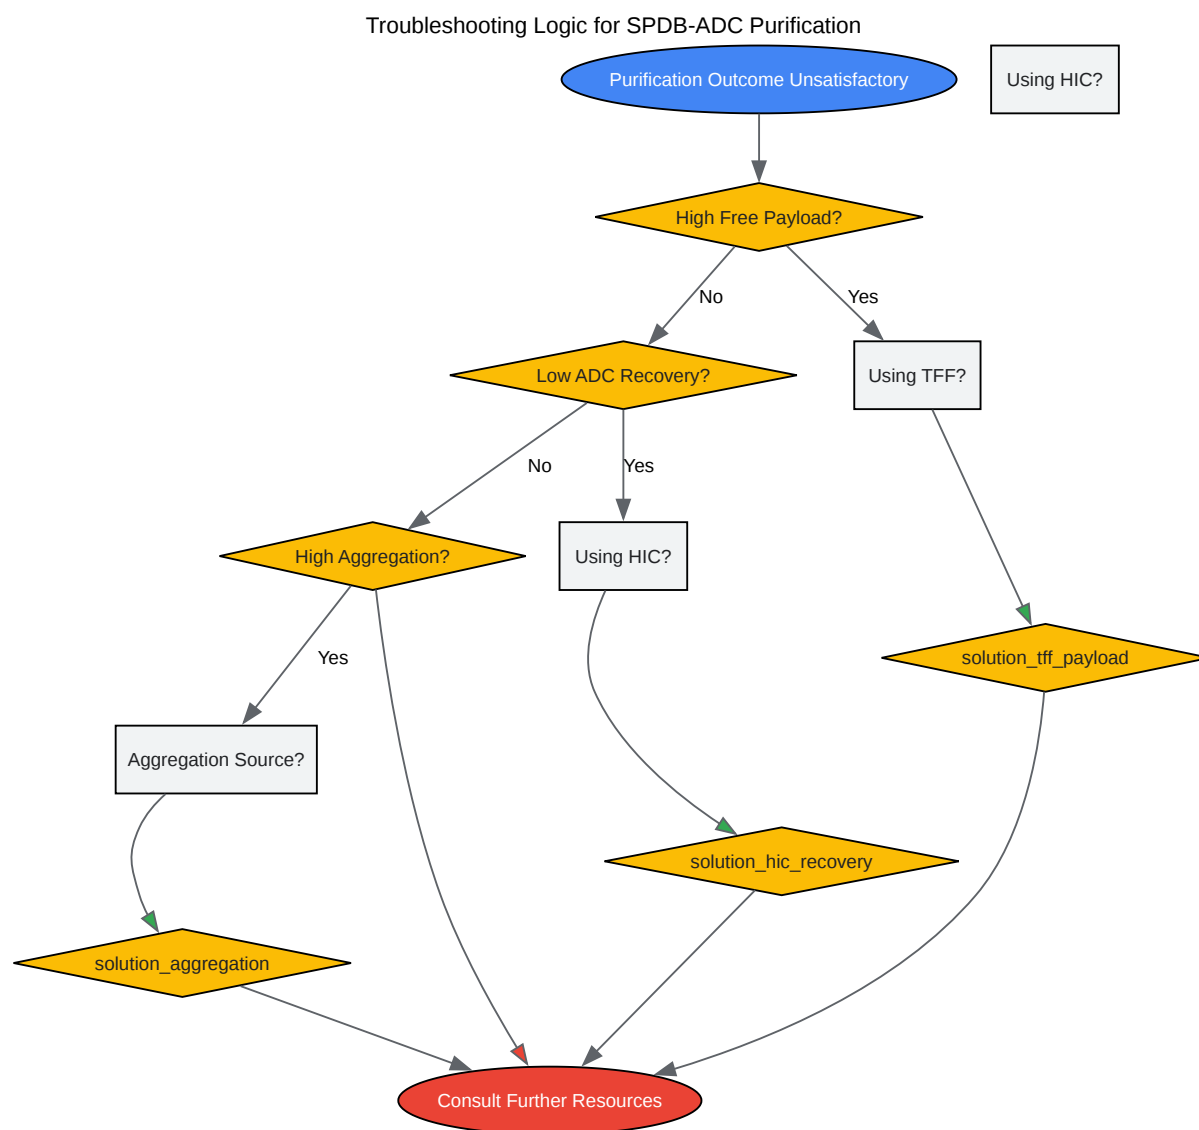 Troubleshooting Logic for SPDB-ADC Purification
Purification Outcome Unsatisfactory
Using HIC?
High Free Payload?
No
Yes
Low ADC Recovery?
Using TFF?
No
Yes
High Aggregation?
Using HIC?
Yes
solution_tff_payload
Aggregation Source?
solution_hic_recovery
solution_aggregation
Consult Further Resources